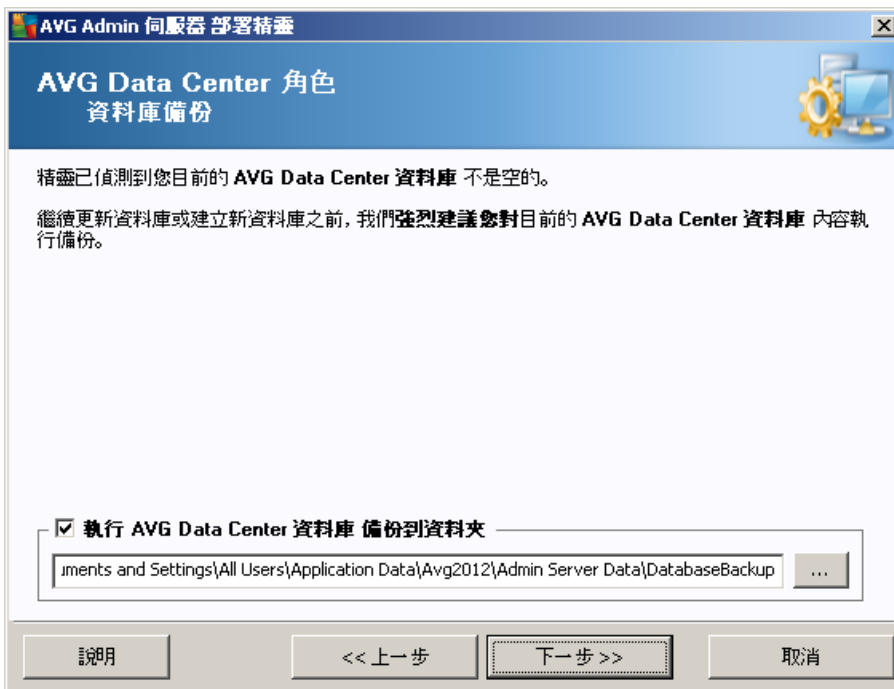 AVG Admin 伺服器 部署精靈
AVG Data Center 角色
資料庫備份
精靈已偵測到您目前的 AVG Data Center 資料庫 不是空的。
繼續更新資料庫或建立新資料庫之前, 我們強烈建議您對目前的 AVG Data Center 資料庫 內容執
行備份。
執行 AVG Data Center 資料庫 備份到資料夾
uments and Settings\All Users\Application Data\Avg2012\Admin Server Data\DatabaseBackup
...
說明
<< 上一步
下一步 >>
取消